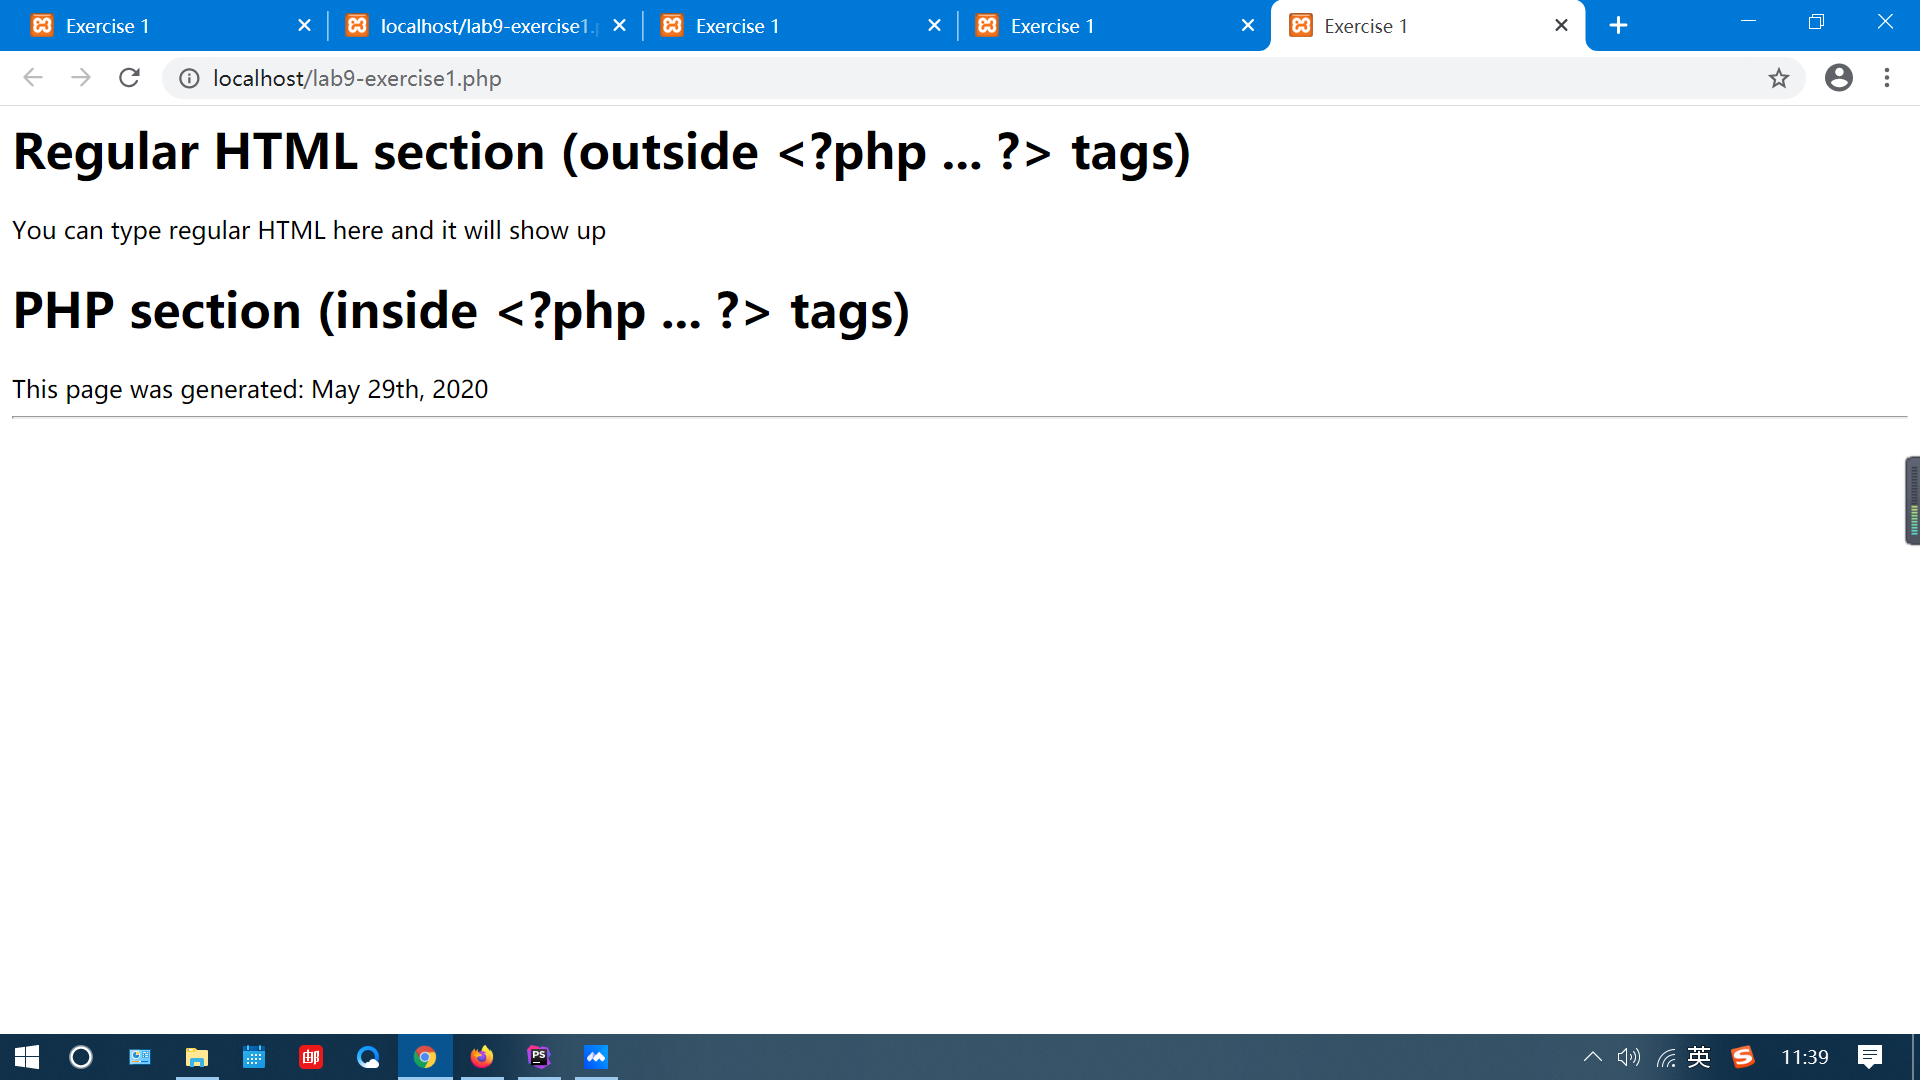 Exercise 1
localhost/lab9-exercise1.
Exercise 1
Exercise 1
Exercise 1
localhost/lab9-exercise1.php
Regular HTML section (outside <?php ... ?> tags)
You can type regular HTML here and it will show up
PHP section (inside <?php ... ?> tags)
This page was generated: May 29th, 2020
邮
PS
英
S
11:39